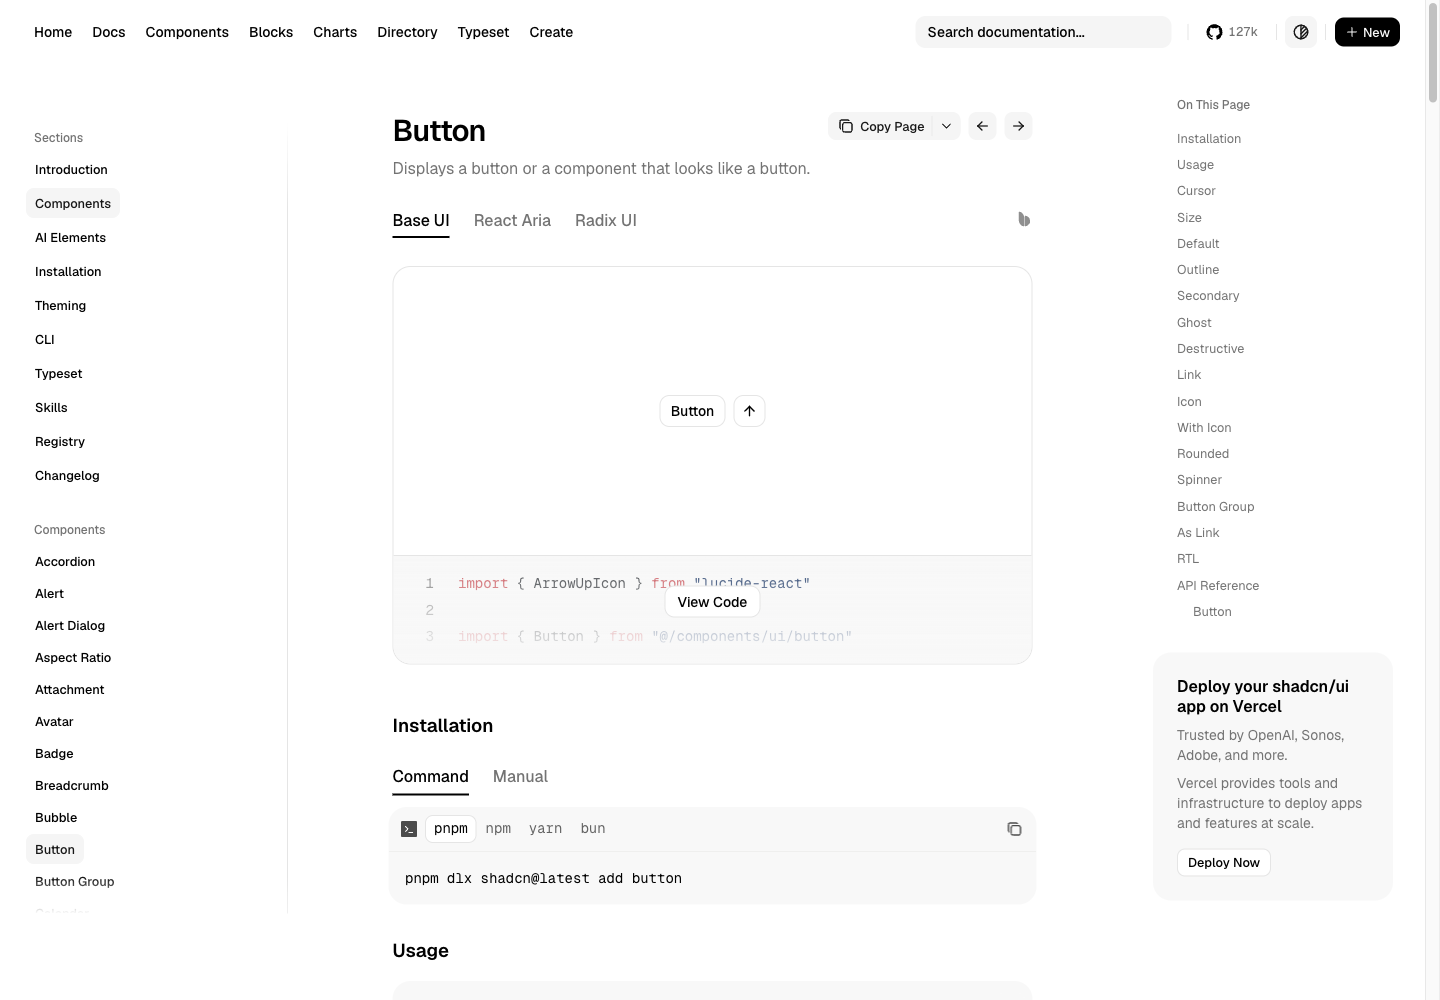 Home Docs Components Blocks Charts Directory Typeset Create
Search documentation...
127k
New
Sections
Introduction
Components
AI Elements
Installation
Theming
CLI
Typeset
Skills
Registry
Changelog
Components
Accordion
Alert
Alert Dialog
Aspect Ratio
Attachment
Avatar
Badge
Breadcrumb
Bubble
Button
Button Group
Calendar
Button
Copy Page
Displays a button or a component that looks like a button.
Base UI React Aria Radix UI
Button
1 import { ArrowUpIcon } from "lucide-react"
2
View Code
3 import { Button } from "@/components/ui/button"
Installation
Command Manual
pnpm npm yarn bun
pnpm dlx shadcn@latest add button
Usage
On This Page
Installation
Usage
Cursor
Size
Default
Outline
Secondary
Ghost
Destructive
Link
Icon
With Icon
Rounded
Spinner
Button Group
As Link
RTL
API Reference
Button
Deploy your shadcn/ui
app on Vercel
Trusted by OpenAI, Sonos,
Adobe, and more.
Vercel provides tools and
infrastructure to deploy apps
and features at scale.
Deploy Now